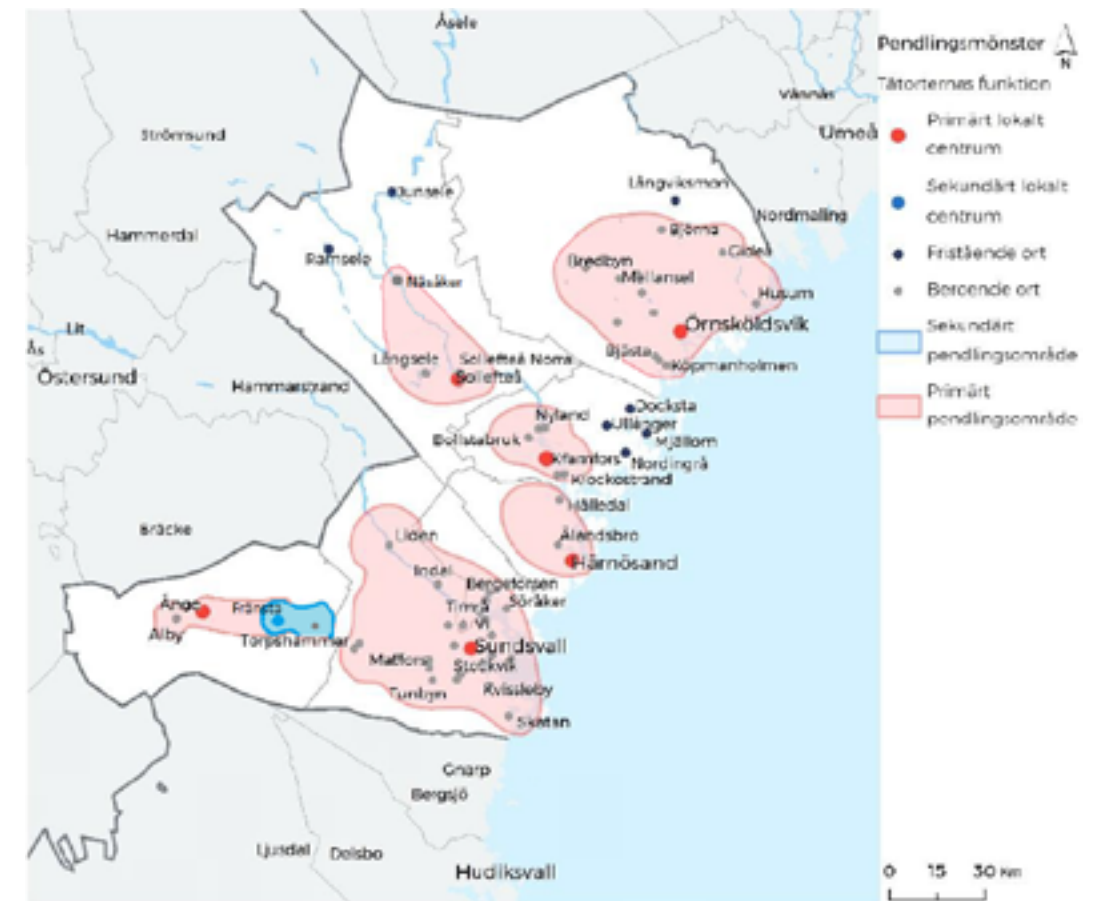 Åsele
Pendlingsmönster
N
Tätorternas funktion
Vännäs
Umeå
Strömsund
Primärt lokalt
centrum
Junsele
Långviksmon
Sekundärt lokalt
centrum
Nordmaling
Hammerdal
Björna
Ramsele
Gideå
Fristående ort
Bredbyn
Mellansel
Näsåker
Husum
Beroende ort
Lit
Örnsköldsvik
Sekundärt
pendlingsområde
ås
Långsele
Sollefteå Norra
Sollefteå
Bjästa
Köpmanholmen
Östersund
Hammarstrand
Primärt
pendlingsområde
Docksta
Nyland
Ullånger
Bollstabruk
Mjällom
Kramfors
Nordingrå
Klockestrand
Hälledal
Bräcke
Liden
Älandsbro
Härnösand
Indal
Bergeforsen
Ånge
Fränsta
Timrå
Söråker
Vi
Alby
Torpshammar
Sundsvall
Matfors
Stockvik
Tunbyn
Kvissleby
Skatan
Gnarp
Bergsjö
Ljusdal
Delsbo
Hudiksvall
0 15 30 Km